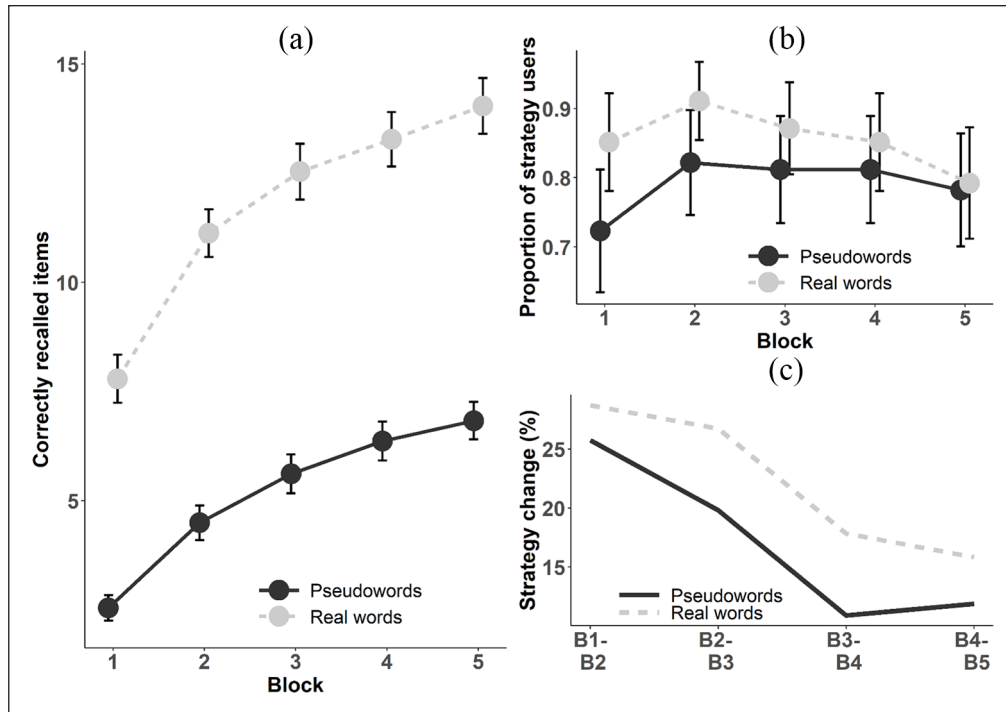 (a)
Correctly recalled items
15
10
5
Pseudowords
Real words
1 2 3 4 5
Block
(b)
Proportion of strategy users
0.9
0.8
0.7
Pseudowords
Real words
1 2 3 4 5
Block
(c)
Strategy change (%)
25
20
15
Pseudowords
Real words
B1- B2- B3- B4-
B2 B3 B4 B5